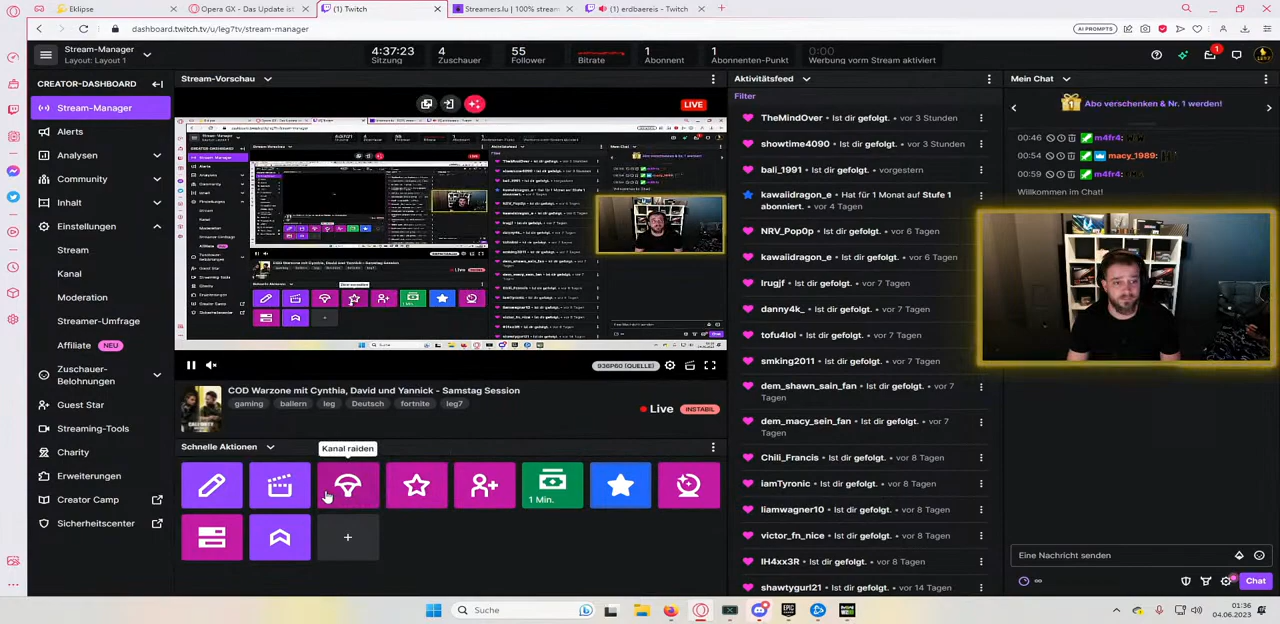 Eklipse
Opera GX - Das Update ist
(1) Twitch
Streamers.lu | 100% stream
(1) erdbaereis - Twitch
dashboard.twitch.tv/u/leg7tv/stream-manager
AI PROMPTS
Stream-Manager
Layout: Layout 1
4:37:23
Sitzung
4
Zuschauer
55
Follower
Bitrate
1
Abonnent
1
Abonnenten-Punkt
0:00
Werbung vorm Stream aktiviert
1
CREATOR-DASHBOARD
Stream-Manager
Alerts
Analysen
Community
Inhalt
Einstellungen
Stream
Kanal
Moderation
Streamer-Umfrage
Affiliate NEU
Zuschauer-
Belohnungen
Guest Star
Streaming-Tools
Charity
Erweiterungen
Creator Camp
Sicherheitscenter
Stream-Vorschau
LIVE
936P60 (QUELLE)
COD Warzone mit Cynthia, David und Yannick - Samstag Session
gaming ballern leg Deutsch fortnite leg7
Live INSTABIL
Schnelle Aktionen
Kanal raiden
1 Min.
Aktivitätsfeed
Filter
TheMindOver • Ist dir gefolgt. • vor 3 Stunden
showtime4090 • Ist dir gefolgt. • vor 3 Stunden
bali_1991 • Ist dir gefolgt. • vorgestern
kawaiidragon_e • Hat für 1 Monat auf Stufe 1
abonniert. • vor 4 Tagen
NRV_Pop0p • Ist dir gefolgt. • vor 6 Tagen
kawaiidragon_e • Ist dir gefolgt. • vor 6 Tagen
lrugjf • Ist dir gefolgt. • vor 7 Tagen
danny4k_ • Ist dir gefolgt. • vor 7 Tagen
tofu4lol • Ist dir gefolgt. • vor 7 Tagen
smking2011 • Ist dir gefolgt. • vor 7 Tagen
dem_shawn_sain_fan • Ist dir gefolgt. • vor 7
Tagen
dem_macy_sein_fan • Ist dir gefolgt. • vor 7
Tagen
Chili_Francis • Ist dir gefolgt. • vor 8 Tagen
iamTyronic • Ist dir gefolgt. • vor 8 Tagen
liamwagner10 • Ist dir gefolgt. • vor 8 Tagen
victor_fn_nice • Ist dir gefolgt. • vor 8 Tagen
IH4xx3R • Ist dir gefolgt. • vor 8 Tagen
shawtygurl21 • Ist dir gefolgt. • vor 14 Tagen
Mein Chat
Abo verschenken & Nr. 1 werden!
00:46 m4fr4:
00:54 macy_1989:
00:59 m4fr4:
Willkommen im Chat!
Eine Nachricht senden
Chat
Suche
01:36
04.06.2023